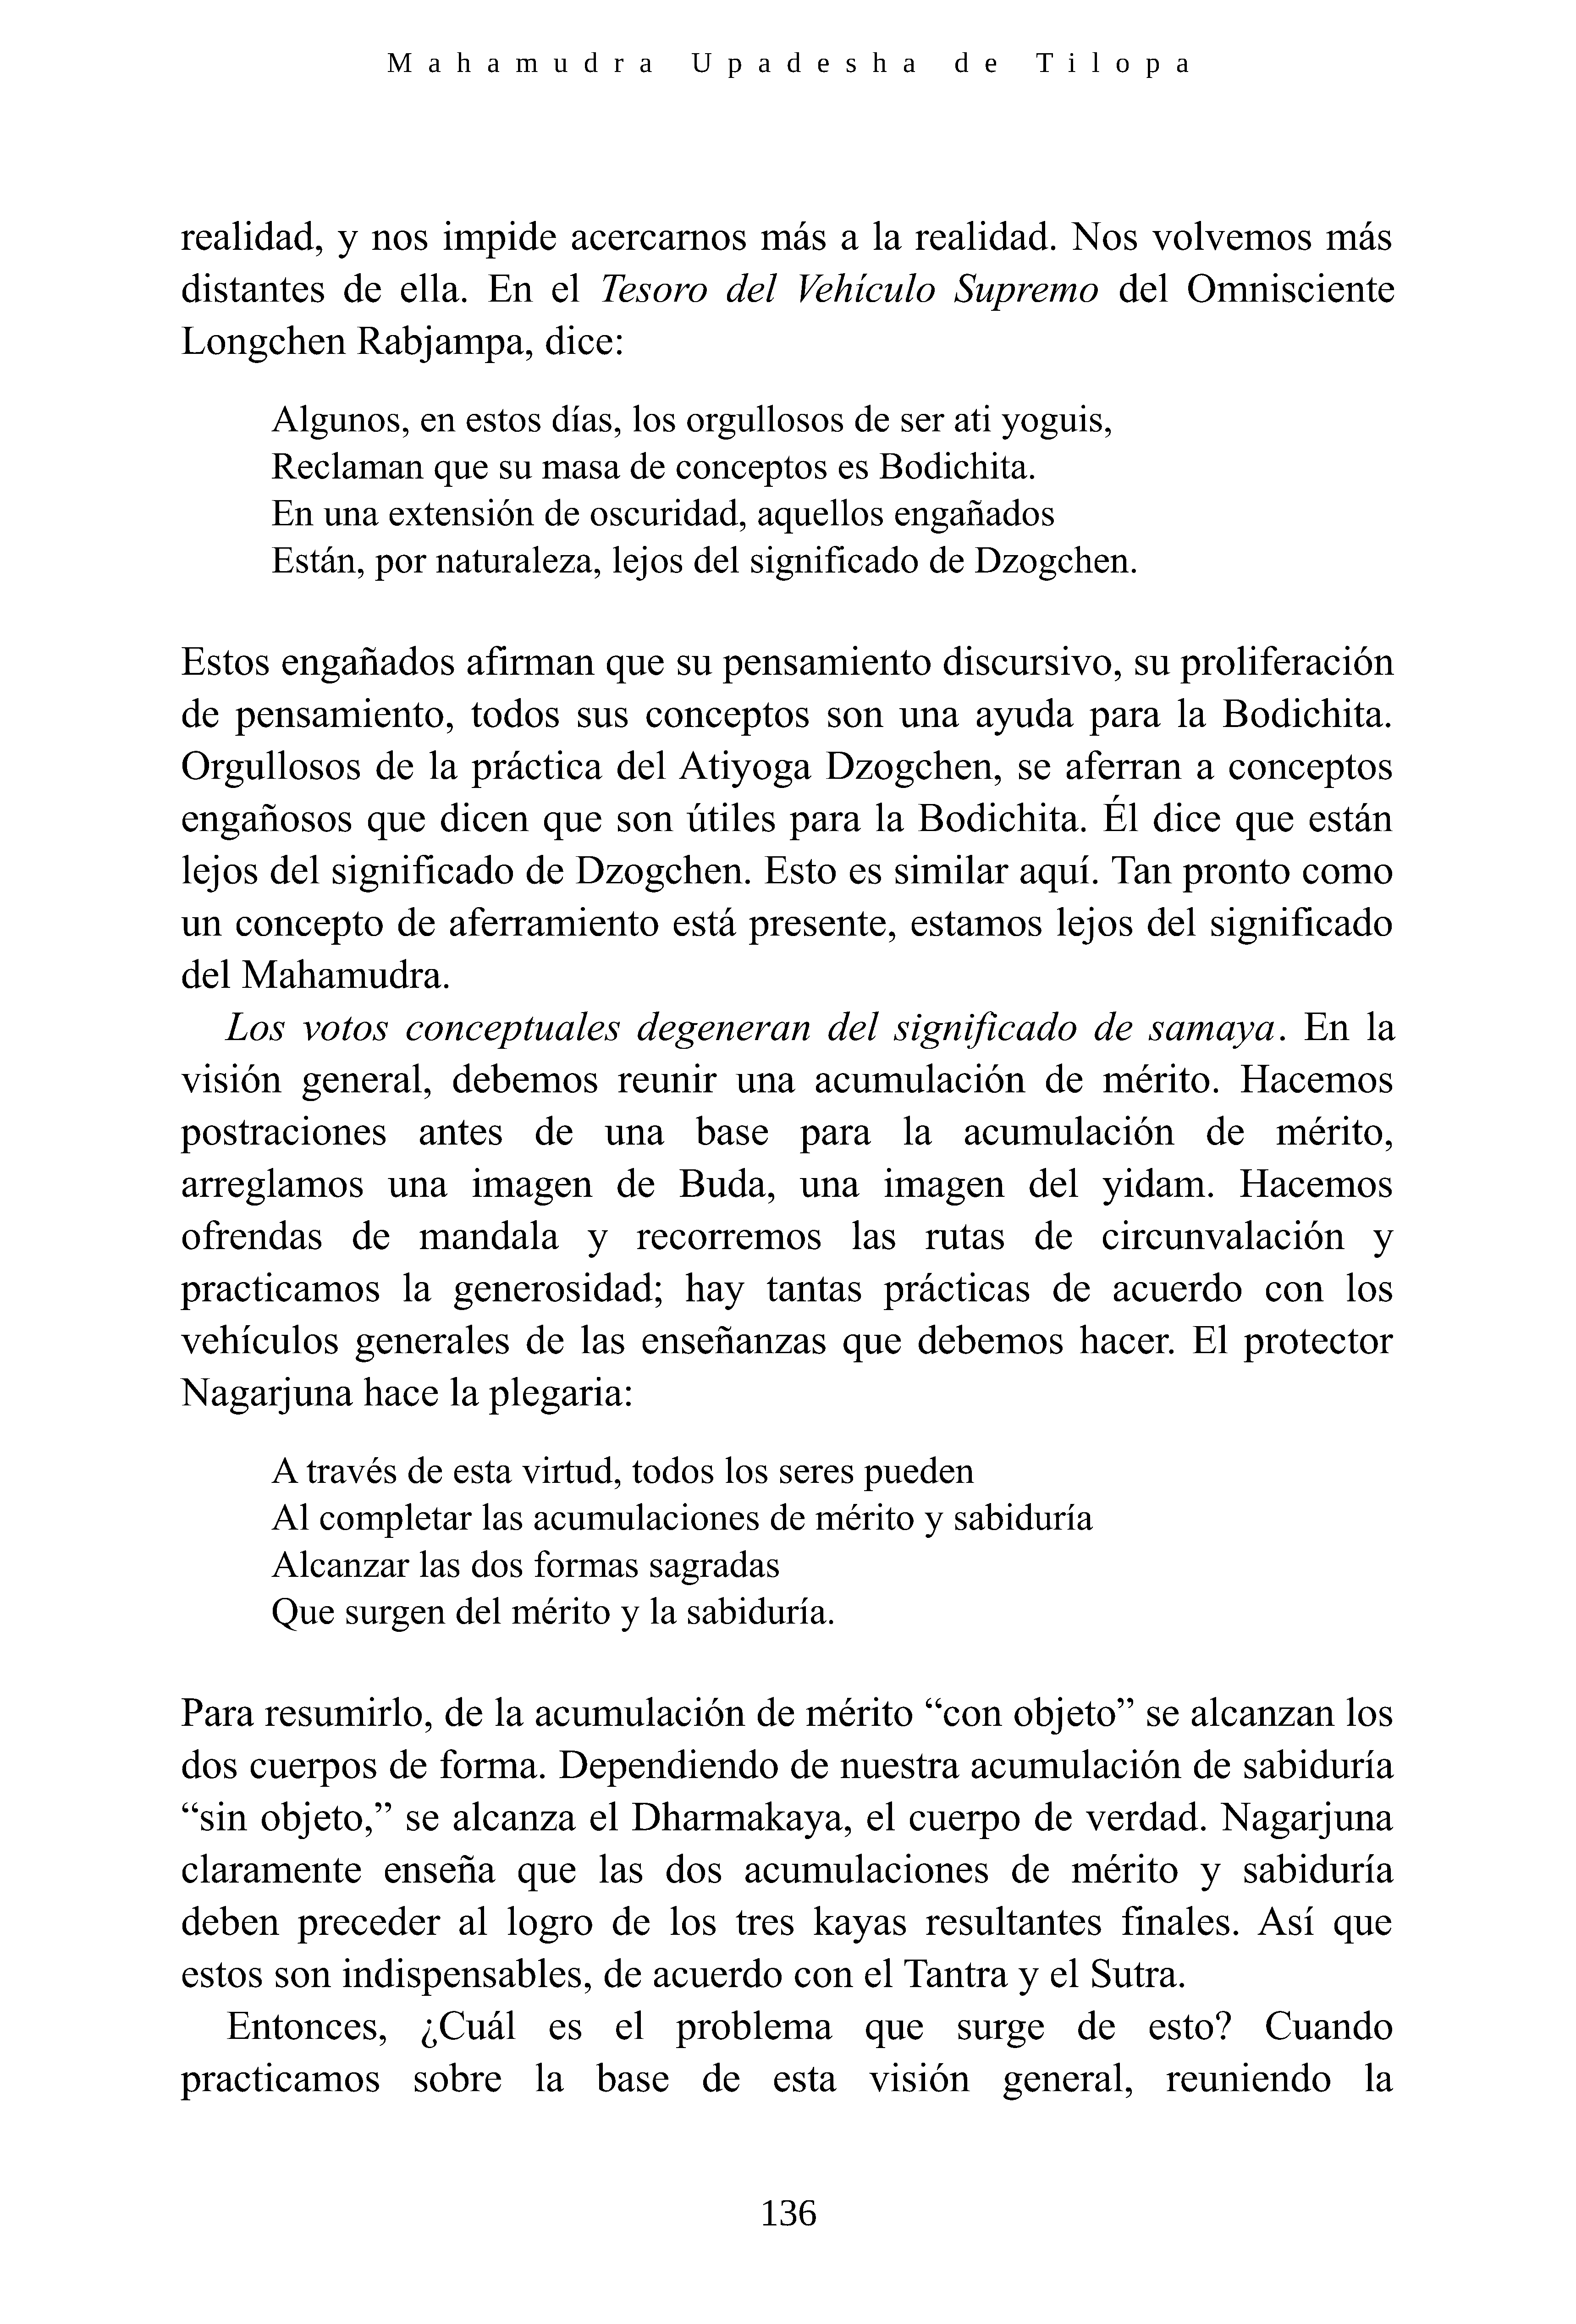 Mahamudra Upadesha de Tilopa
realidad, y nos impide acercarnos más a la realidad. Nos volvemos más
distantes de ella. En el Tesoro del Vehículo Supremo del Omnisciente
Longchen Rabjampa, dice:
Algunos, en estos días, los orgullosos de ser ati yoguis,
Reclaman que su masa de conceptos es Bodichita.
En una extensión de oscuridad, aquellos engañados
Están, por naturaleza, lejos del significado de Dzogchen.
Estos engañados afirman que su pensamiento discursivo, su proliferación
de pensamiento, todos sus conceptos son una ayuda para la Bodichita.
Orgullosos de la práctica del Atiyoga Dzogchen, se aferran a conceptos
engañosos que dicen que son útiles para la Bodichita. Él dice que están
lejos del significado de Dzogchen. Esto es similar aquí. Tan pronto como
un concepto de aferramiento está presente, estamos lejos del significado
del Mahamudra.
Los votos conceptuales degeneran del significado de samaya. En la
visión general, debemos reunir una acumulación de mérito. Hacemos
postraciones antes de una base para la acumulación de mérito,
arreglamos una imagen de Buda, una imagen del yidam. Hacemos
ofrendas de mandala y recorremos las rutas de circunvalación y
practicamos la generosidad; hay tantas prácticas de acuerdo con los
vehículos generales de las enseñanzas que debemos hacer. El protector
Nagarjuna hace la plegaria:
A través de esta virtud, todos los seres pueden
Al completar las acumulaciones de mérito y sabiduría
Alcanzar las dos formas sagradas
Que surgen del mérito y la sabiduría.
Para resumirlo, de la acumulación de mérito “con objeto” se alcanzan los
dos cuerpos de forma. Dependiendo de nuestra acumulación de sabiduría
“sin objeto,” se alcanza el Dharmakaya, el cuerpo de verdad. Nagarjuna
claramente enseña que las dos acumulaciones de mérito y sabiduría
deben preceder al logro de los tres kayas resultantes finales. Así que
estos son indispensables, de acuerdo con el Tantra y el Sutra.
Entonces, ¿Cuál es el problema que surge de esto? Cuando
practicamos sobre la base de esta visión general, reuniendo la
136